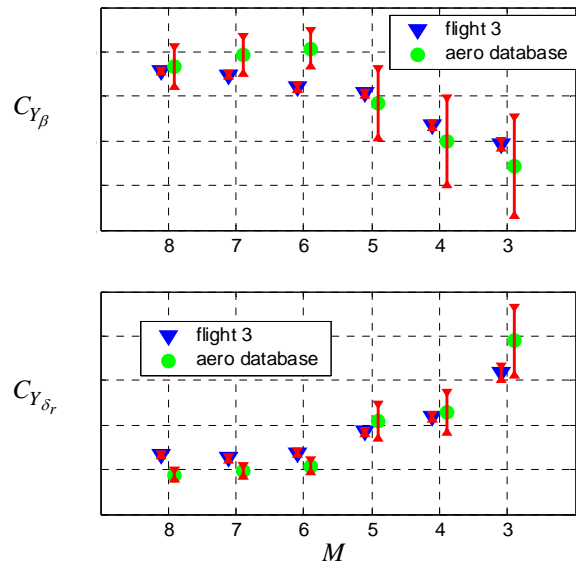 flight 3
aero database
C_{Y_β}
8 7 6 5 4 3
flight 3
aero database
C_{Y_{δ_r}}
8 7 6 5 4 3
M